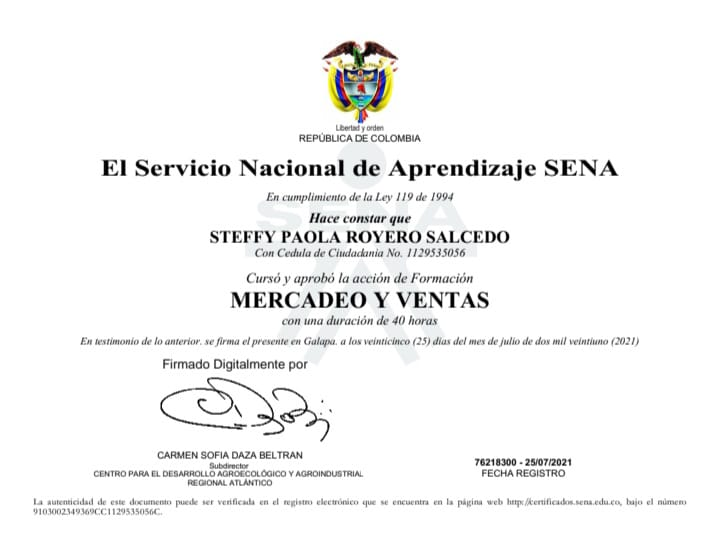 Libertad y orden
REPÚBLICA DE COLOMBIA
El Servicio Nacional de Aprendizaje SENA
En cumplimiento de la Ley 119 de 1994
SENA
Hace constar que
STEFFY PAOLA ROYERO SALCEDO
Con Cedula de Ciudadania No. 1129535056
Cursó y aprobó la acción de Formación
MERCADEO Y VENTAS
con una duración de 40 horas
En testimonio de lo anterior. se firma el presente en Galapa. a los veinticinco (25) días del mes de julio de dos mil veintiuno (2021)
Firmado Digitalmente por
CARMEN SOFIA DAZA BELTRAN
Subdirector
CENTRO PARA EL DESARROLLO AGROECOLÓGICO Y AGROINDUSTRIAL
REGIONAL ATLÁNTICO
76218300 - 25/07/2021
FECHA REGISTRO
La autenticidad de este documento puede ser verificada en el registro electrónico que se encuentra en la página web http://certificados.sena.edu.co, bajo el número
9103002349369CC1129535056C.